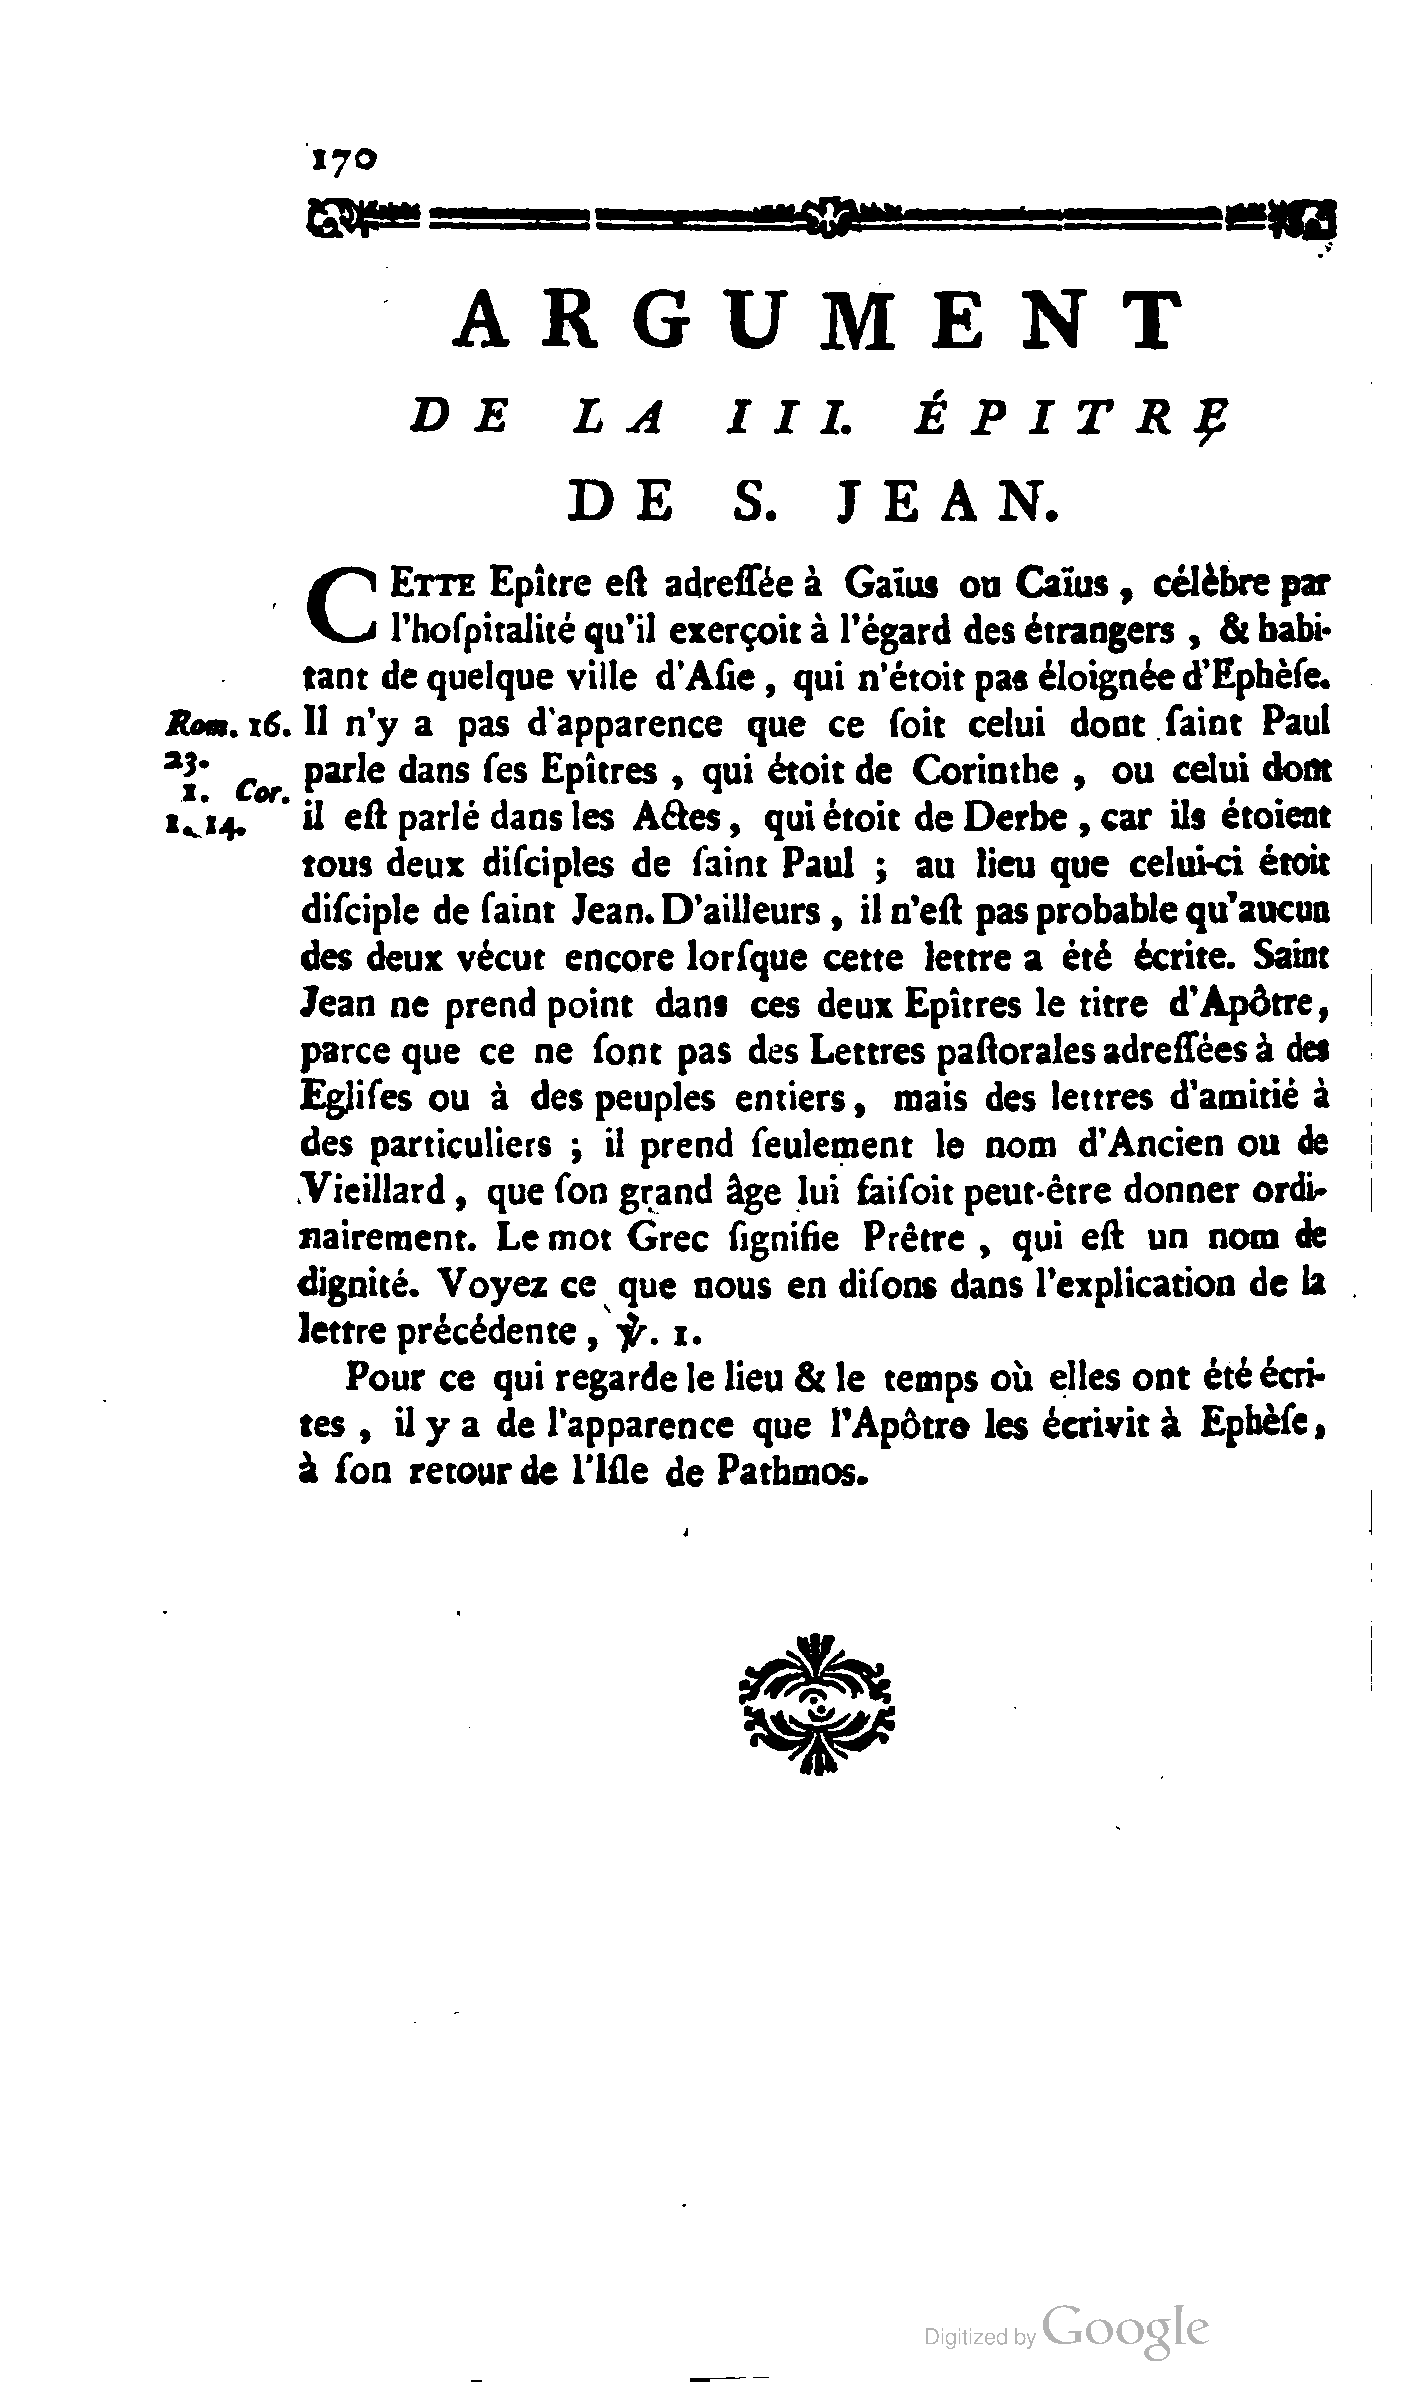 170
ARGUMENT
DE LA III. ÉPITRE
DE S. JEAN.
CETTE Epître eſt adreſſée à Gaïus ou Caïus, célèbre par
l'hoſpitalité qu'il exerçoit à l'égard des étrangers, & habi-
tant de quelque ville d'Aſie, qui n'étoit pas éloignée d'Ephèſe.
Rom. 16.
23.
1. Cor.
1. 14.
Il n'y a pas d'apparence que ce ſoit celui dont ſaint Paul
parle dans ſes Epîtres, qui étoit de Corinthe, ou celui dont
il eſt parlé dans les Actes, qui étoit de Derbe, car ils étoient
tous deux diſciples de ſaint Paul ; au lieu que celui-ci étoit
diſciple de ſaint Jean. D'ailleurs, il n'eſt pas probable qu'aucun
des deux vécut encore lorſque cette lettre a été écrite. Saint
Jean ne prend point dans ces deux Epîtres le titre d'Apôtre,
parce que ce ne ſont pas des Lettres paſtorales adreſſées à des
Egliſes ou à des peuples entiers, mais des lettres d'amitié à
des particuliers ; il prend ſeulement le nom d'Ancien ou de
Vieillard, que ſon grand âge lui faiſoit peut-être donner ordi-
nairement. Le mot Grec ſignifie Prêtre, qui eſt un nom de
dignité. Voyez ce que nous en diſons dans l'explication de la
lettre précédente, ℣. 1.
Pour ce qui regarde le lieu & le temps où elles ont été écri-
tes, il y a de l'apparence que l'Apôtre les écrivit à Ephèſe,
à ſon retour de l'Iſle de Pathmos.
Digitized by Google